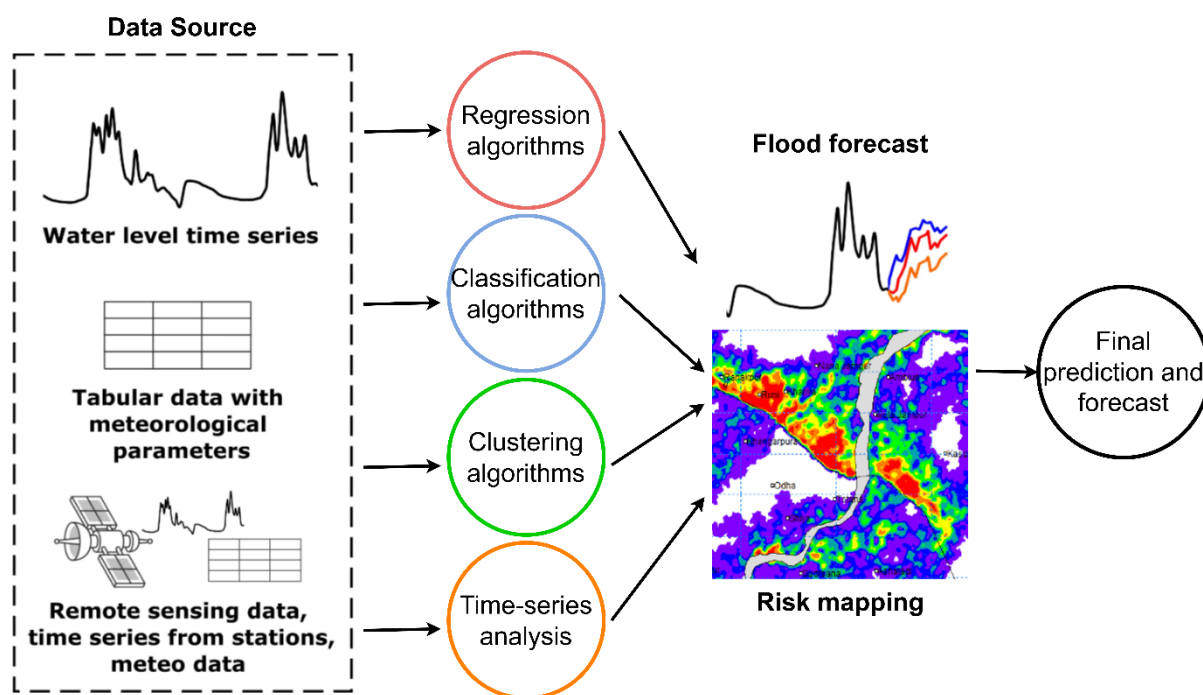 Data Source
Water level time series
Tabular data with
meteorological
parameters
Remote sensing data,
time series from stations,
meteo data
Regression
algorithms
Classification
algorithms
Clustering
algorithms
Time-series
analysis
Flood forecast
Odha
Risk mapping
Final
prediction and
forecast